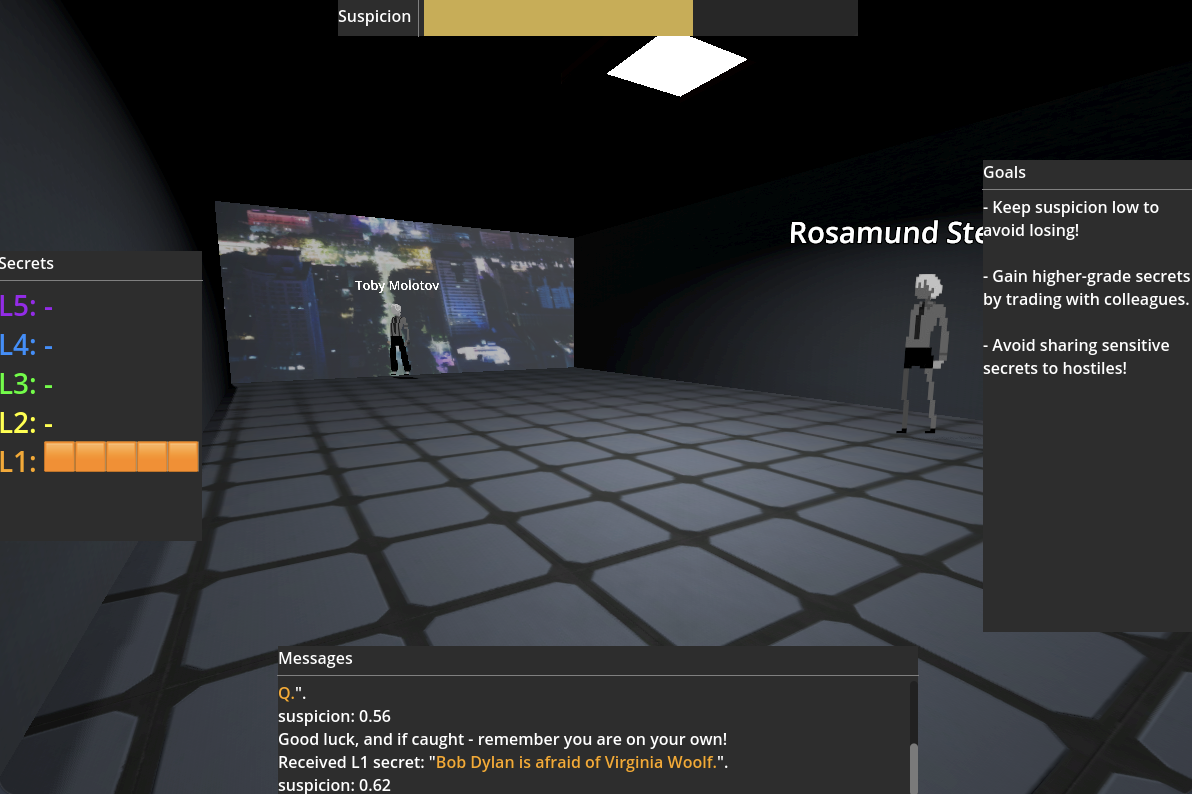 Suspicion
Rosamund Ste
Toby Molotov
Secrets
L5: -
L4: -
L3: -
L2: -
L1:
Goals
- Keep suspicion low to
avoid losing!
- Gain higher-grade secrets
by trading with colleagues.
- Avoid sharing sensitive
secrets to hostiles!
Messages
Q.".
suspicion: 0.56
Good luck, and if caught - remember you are on your own!
Received L1 secret: "Bob Dylan is afraid of Virginia Woolf.".
suspicion: 0.62